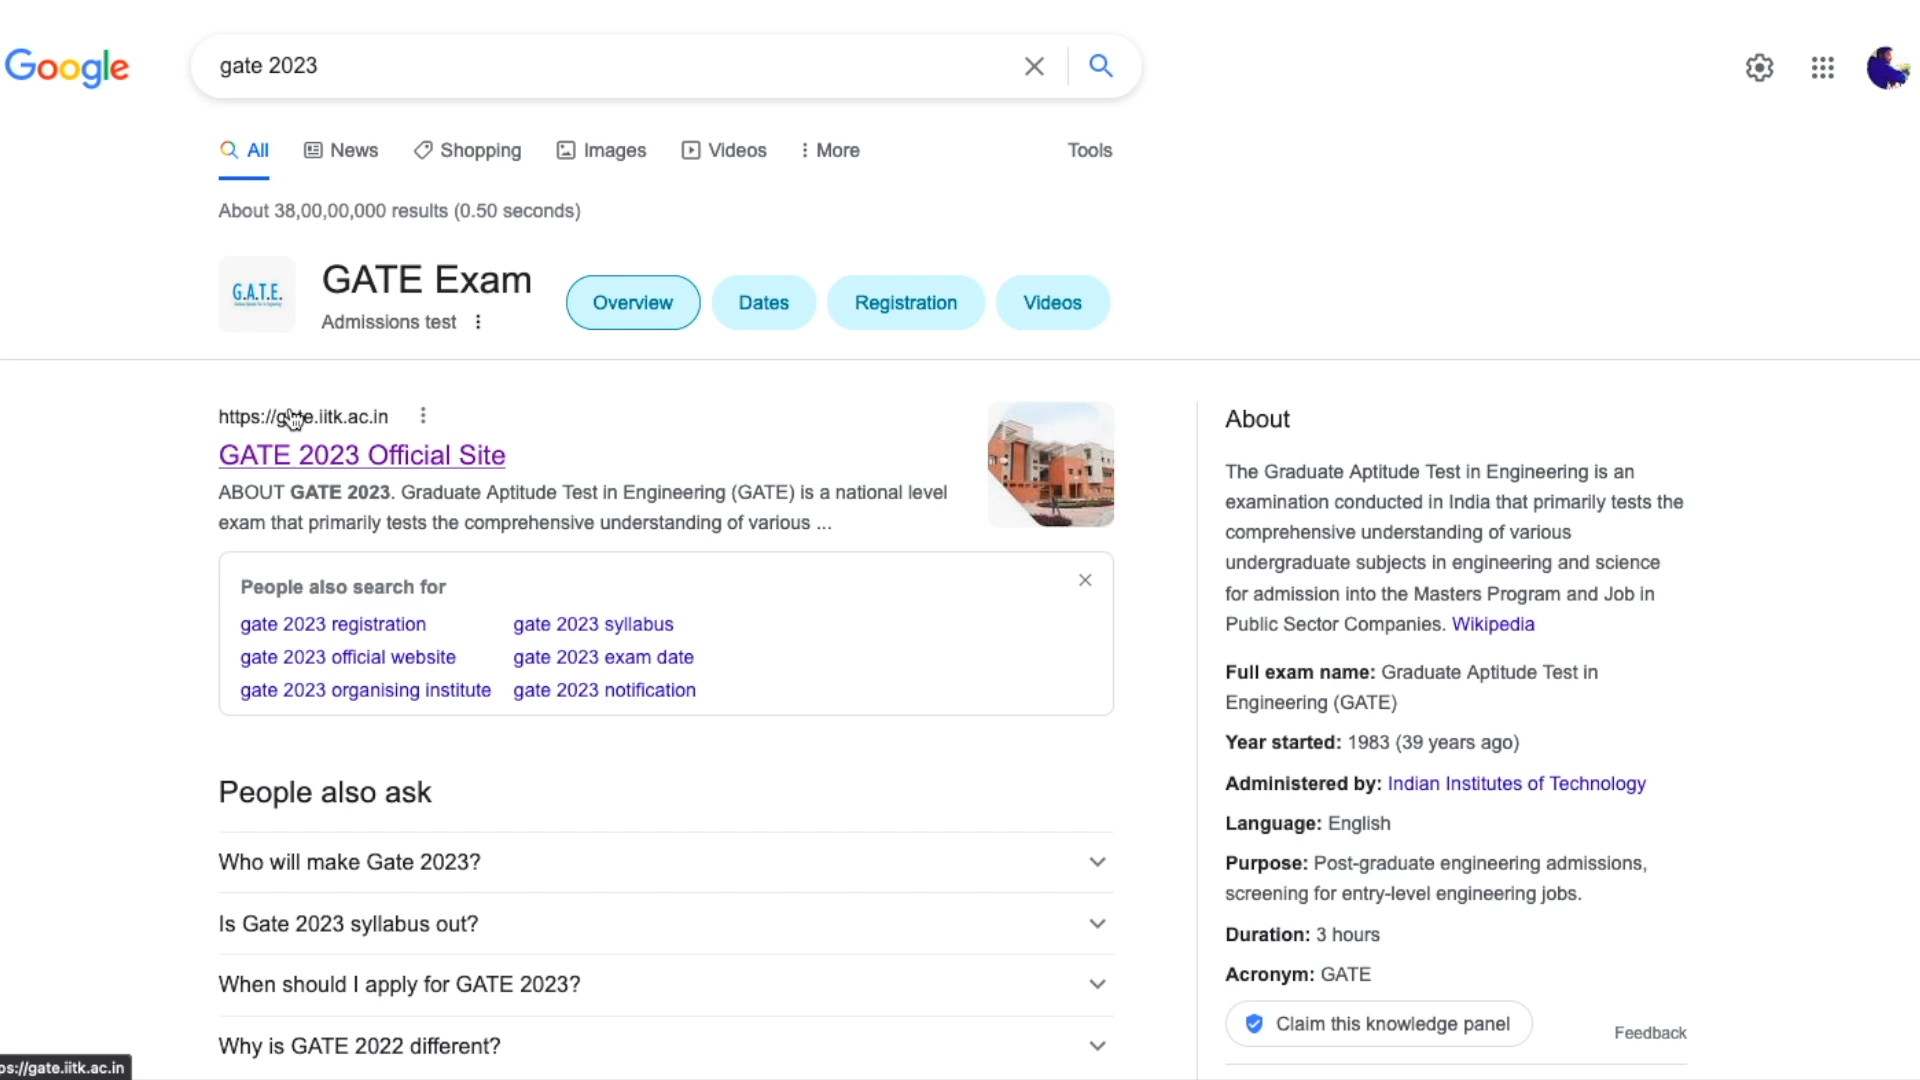 Google
gate 2023
All
News
Shopping
Images
Videos
More
Tools
About 38,00,00,000 results (0.50 seconds)
G.A.T.E.
GATE Exam
Admissions test
Overview
Dates
Registration
Videos
https://gate.iitk.ac.in
GATE 2023 Official Site
ABOUT GATE 2023. Graduate Aptitude Test in Engineering (GATE) is a national level
exam that primarily tests the comprehensive understanding of various ...
People also search for
gate 2023 registration
gate 2023 syllabus
gate 2023 official website
gate 2023 exam date
gate 2023 organising institute
gate 2023 notification
People also ask
Who will make Gate 2023?
Is Gate 2023 syllabus out?
When should I apply for GATE 2023?
Why is GATE 2022 different?
About
The Graduate Aptitude Test in Engineering is an
examination conducted in India that primarily tests the
comprehensive understanding of various
undergraduate subjects in engineering and science
for admission into the Masters Program and Job in
Public Sector Companies. Wikipedia
Full exam name: Graduate Aptitude Test in
Engineering (GATE)
Year started: 1983 (39 years ago)
Administered by: Indian Institutes of Technology
Language: English
Purpose: Post-graduate engineering admissions,
screening for entry-level engineering jobs.
Duration: 3 hours
Acronym: GATE
Claim this knowledge panel
Feedback
ps://gate.iitk.ac.in